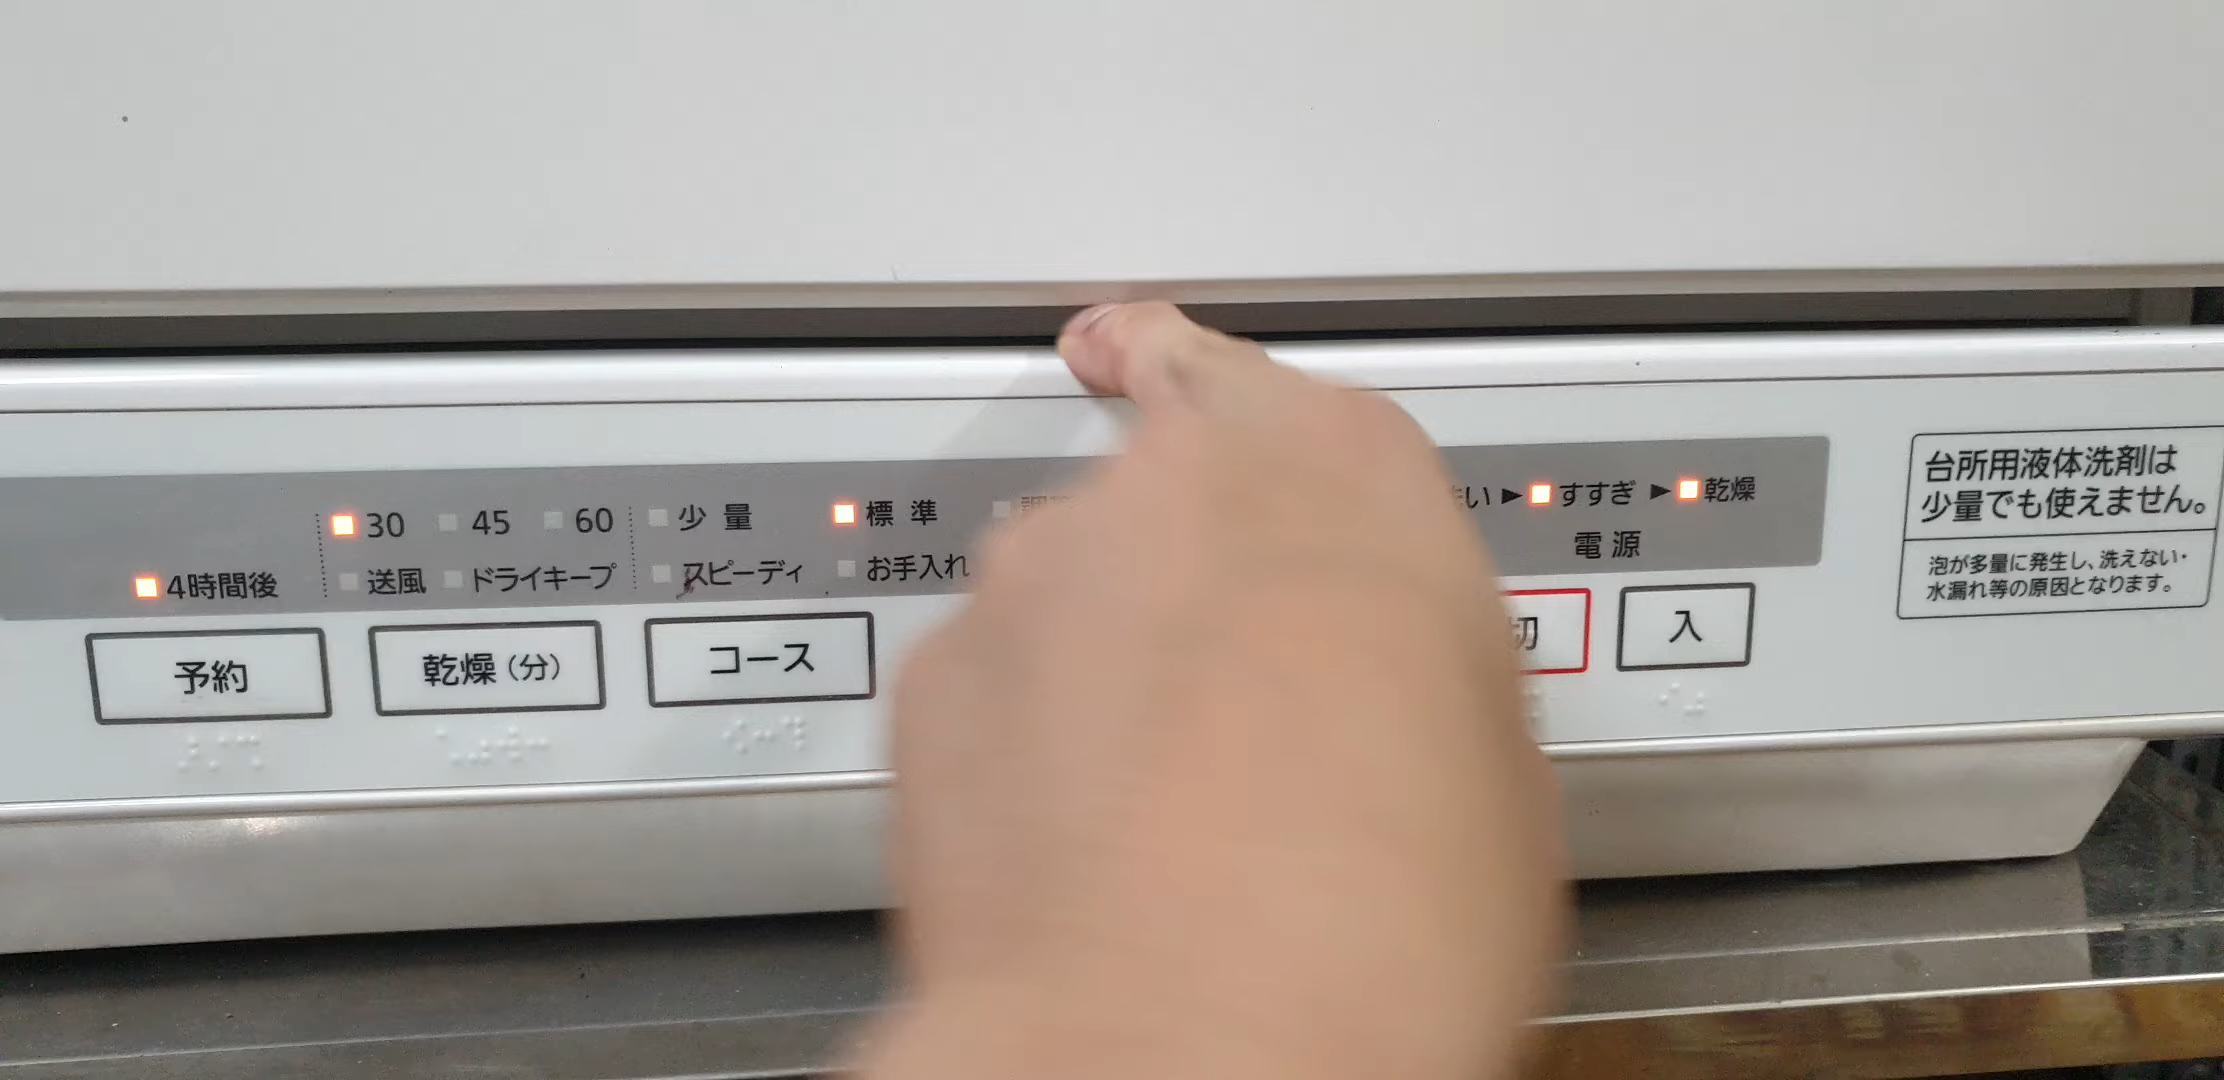 30 45 60 少量 標準
すすぎ ▶ 乾燥
4時間後 送風 ドライキープ スピーディ お手入れ
電源
予約 乾燥(分) コース 切 入
台所用液体洗剤は
少量でも使えません。
泡が多量に発生し、洗えない・
水漏れ等の原因となります。